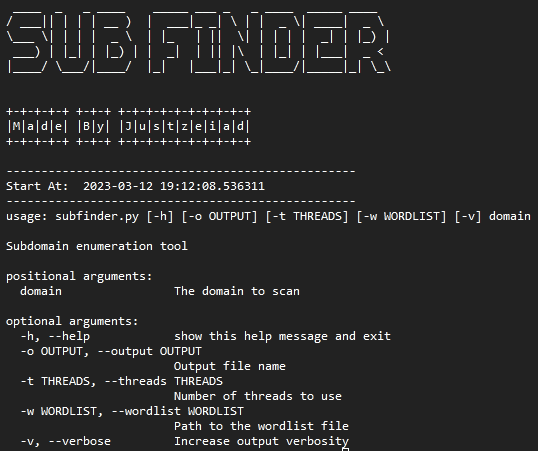 SUB FINDER
|M|a|d|e| |B|y| |J|u|s|t|z|e|i|a|d|
Start At:  2023-03-12 19:12:08.536311
usage: subfinder.py [-h] [-o OUTPUT] [-t THREADS] [-w WORDLIST] [-v] domain
Subdomain enumeration tool
positional arguments:
domain                The domain to scan
optional arguments:
-h, --help            show this help message and exit
-o OUTPUT, --output OUTPUT
Output file name
-t THREADS, --threads THREADS
Number of threads to use
-w WORDLIST, --wordlist WORDLIST
Path to the wordlist file
-v, --verbose         Increase output verbosity